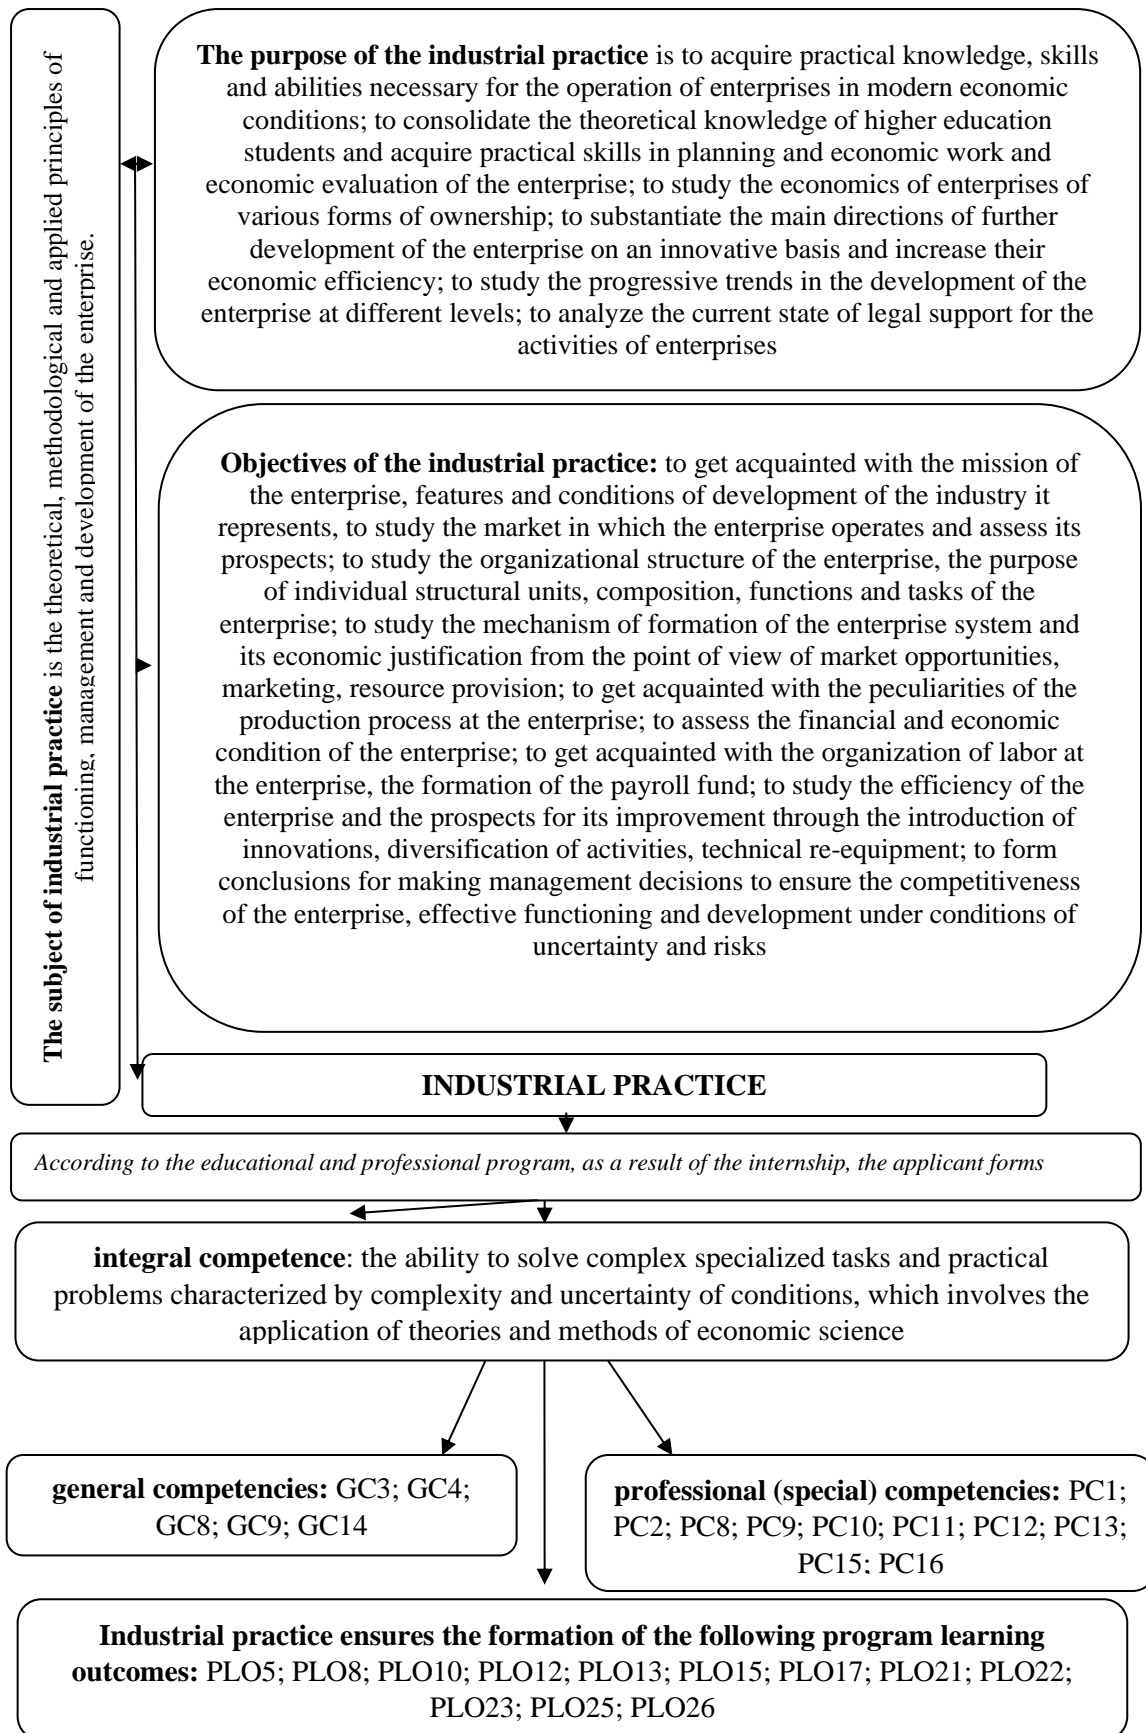 The subject of industrial practice is the theoretical, methodological and applied principles of
functioning, management and development of the enterprise.
The purpose of the industrial practice is to acquire practical knowledge, skills
and abilities necessary for the operation of enterprises in modern economic
conditions; to consolidate the theoretical knowledge of higher education
students and acquire practical skills in planning and economic work and
economic evaluation of the enterprise; to study the economics of enterprises of
various forms of ownership; to substantiate the main directions of further
development of the enterprise on an innovative basis and increase their
economic efficiency; to study the progressive trends in the development of the
enterprise at different levels; to analyze the current state of legal support for the
activities of enterprises
Objectives of the industrial practice: to get acquainted with the mission of
the enterprise, features and conditions of development of the industry it
represents, to study the market in which the enterprise operates and assess its
prospects; to study the organizational structure of the enterprise, the purpose
of individual structural units, composition, functions and tasks of the
enterprise; to study the mechanism of formation of the enterprise system and
its economic justification from the point of view of market opportunities,
marketing, resource provision; to get acquainted with the peculiarities of the
production process at the enterprise; to assess the financial and economic
condition of the enterprise; to get acquainted with the organization of labor at
the enterprise, the formation of the payroll fund; to study the efficiency of the
enterprise and the prospects for its improvement through the introduction of
innovations, diversification of activities, technical re-equipment; to form
conclusions for making management decisions to ensure the competitiveness
of the enterprise, effective functioning and development under conditions of
uncertainty and risks
INDUSTRIAL PRACTICE
According to the educational and professional program, as a result of the internship, the applicant forms
integral competence: the ability to solve complex specialized tasks and practical
problems characterized by complexity and uncertainty of conditions, which involves the
application of theories and methods of economic science
general competencies: GC3; GC4;
GC8; GC9; GC14
professional (special) competencies: PC1;
PC2; PC8; PC9; PC10; PC11; PC12; PC13;
PC15; PC16
Industrial practice ensures the formation of the following program learning
outcomes: PLO5; PLO8; PLO10; PLO12; PLO13; PLO15; PLO17; PLO21; PLO22;
PLO23; PLO25; PLO26